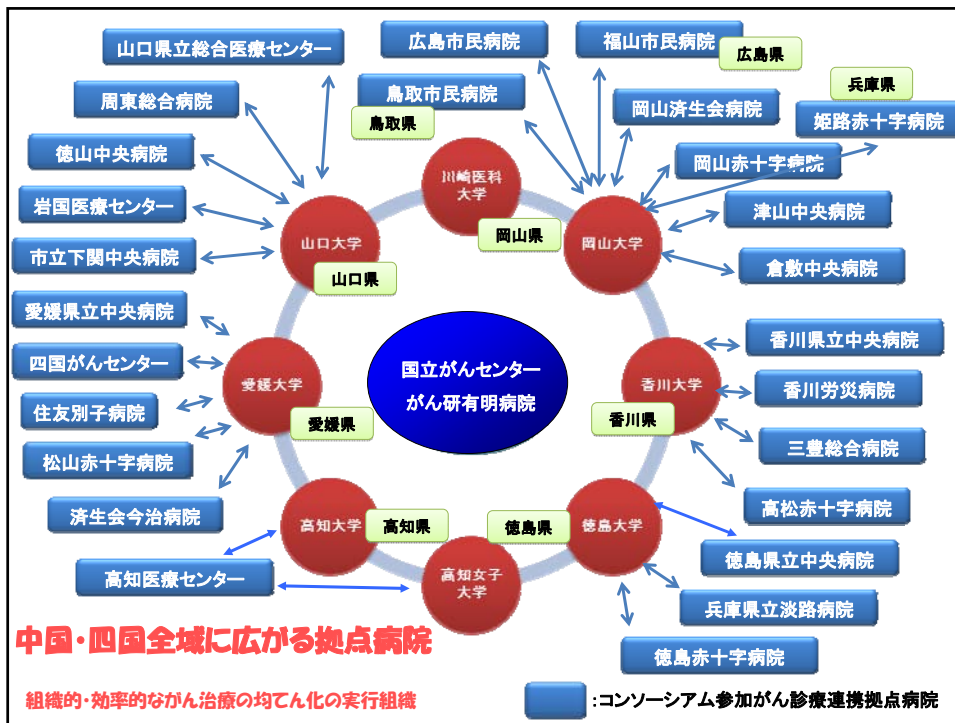 山口県立総合医療センター
広島市民病院
福山市民病院
広島県
周東総合病院
鳥取市民病院
鳥取県
岡山済生会病院
兵庫県
姫路赤十字病院
徳山中央病院
川崎医科
大学
岡山赤十字病院
岩国医療センター
山口大学
岡山県
岡山大学
津山中央病院
市立下関中央病院
山口県
倉敷中央病院
愛媛県立中央病院
香川県立中央病院
四国がんセンター
愛媛大学
国立がんセンター
がん研有明病院
香川大学
香川労災病院
住友別子病院
愛媛県
香川県
三豊総合病院
松山赤十字病院
済生会今治病院
高知大学
高知県
徳島県
徳島大学
高松赤十字病院
徳島県立中央病院
高知医療センター
高知女子
大学
兵庫県立淡路病院
中国・四国全域に広がる拠点病院
徳島赤十字病院
組織的・効率的ながん治療の均てん化の実行組織
:コンソーシアム参加がん診療連携拠点病院